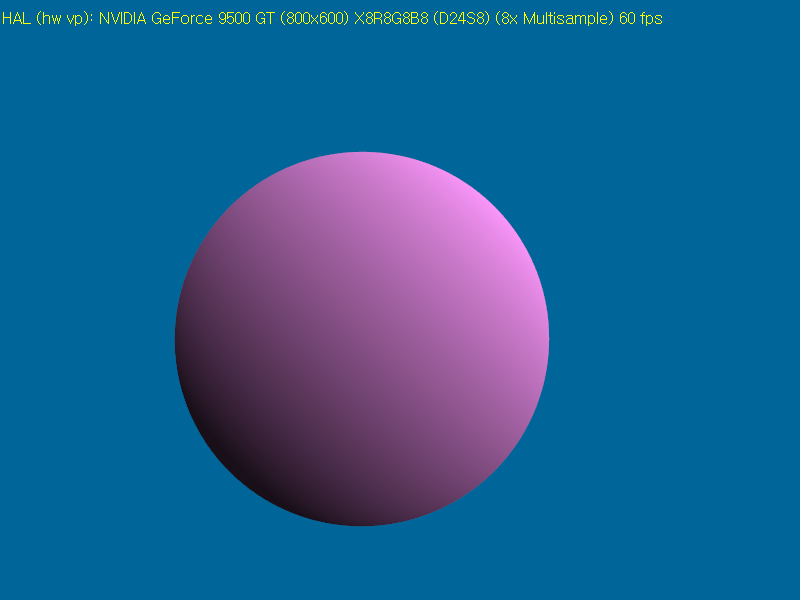 HAL (hw vp): NVIDIA GeForce 9500 GT (800x600) X8R8G8B8 (D24S8) (8x Multisample) 60 fps